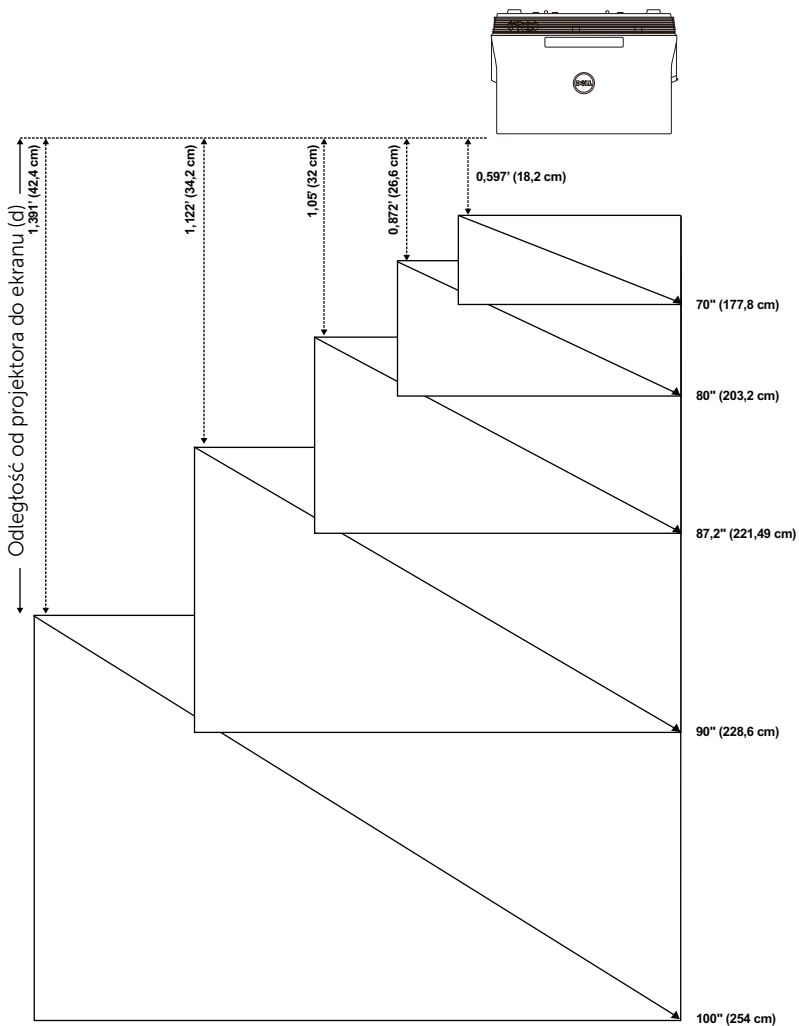 DELL
Odległość od projektora do ekranu (d)
1,391' (42,4 cm)
1,122' (34,2 cm)
1,05' (32 cm)
0,872' (26,6 cm)
0,597' (18,2 cm)
70" (177,8 cm)
80" (203,2 cm)
87,2" (221,49 cm)
90" (228,6 cm)
100" (254 cm)